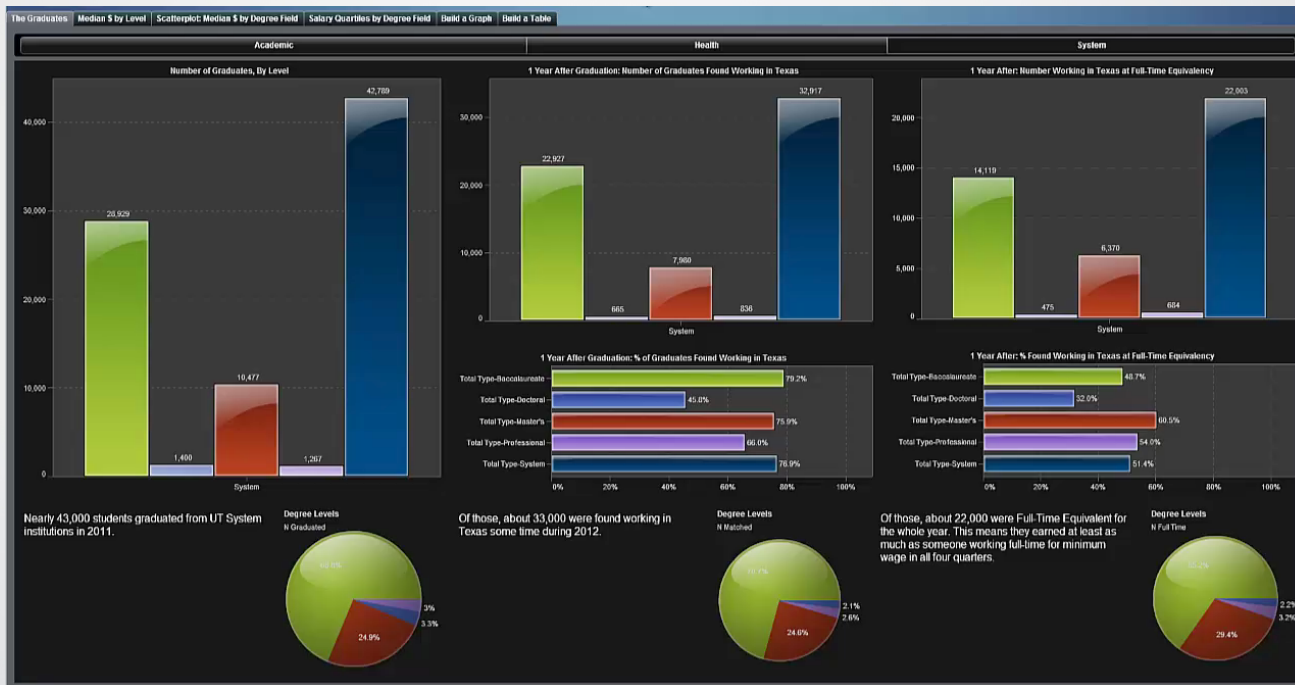 The Graduates
Median $ by Level
Scatterplot: Median $ by Degree Field
Salary Quartiles by Degree Field
Build a Graph
Build a Table
Academic
Health
System
Number of Graduates, By Level
40,000
30,000
20,000
10,000
0
28,929
10,477
1,267
42,789
System
1 Year After Graduation: Number of Graduates Found Working in Texas
30,000
20,000
10,000
0
22,927
665
836
32,917
System
1 Year After: Number Working in Texas at Full-Time Equivalency
20,000
15,000
10,000
5,000
0
14,119
475
6,370
684
22,003
System
1 Year After Graduation: % of Graduates Found Working in Texas
Total Type-Baccalaureate
79.2%
Total Type-Doctoral
45.8%
Total Type-Master's
75.9%
Total Type-Professional
66.0%
Total Type-System
76.9%
0%
20%
40%
60%
80%
100%
1 Year After: % Found Working in Texas at Full-Time Equivalency
Total Type-Baccalaureate
48.7%
Total Type-Doctoral
32.0%
Total Type-Master's
60.5%
Total Type-Professional
54.0%
Total Type-System
51.4%
0%
20%
40%
60%
80%
100%
Nearly 43,000 students graduated from UT System
institutions in 2011.
Degree Levels
N Graduated
3%
3.3%
24.9%
Of those, about 33,000 were found working in
Texas some time during 2012.
Degree Levels
N Matched
2.1%
2.6%
24.6%
Of those, about 22,000 were Full-Time Equivalent for
the whole year. This means they earned at least as
much as someone working full-time for minimum
wage in all four quarters.
Degree Levels
N Full Time
2.2%
3.2%
29.4%